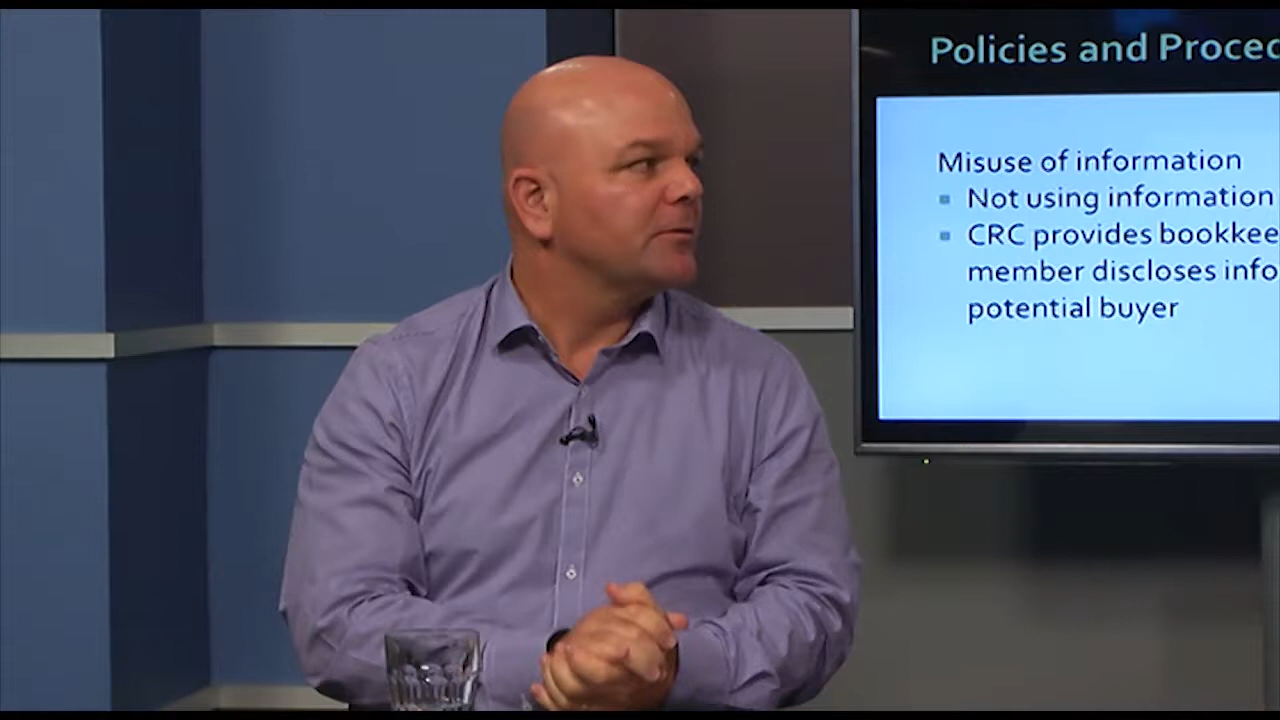 Policies and Proced
Misuse of information
Not using information
CRC provides bookkee
member discloses info
potential buyer